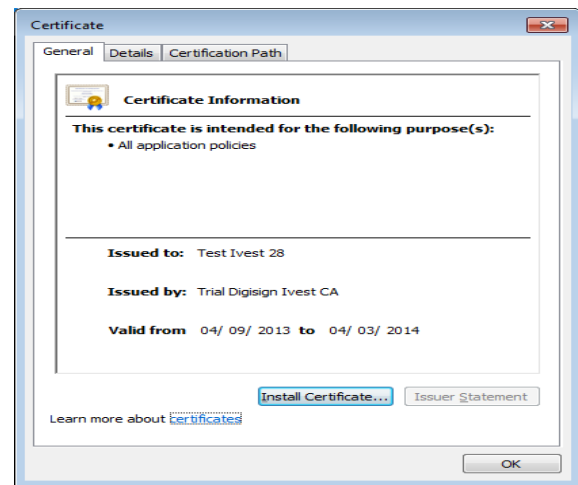 Certificate
General Details Certification Path
Certificate Information
This certificate is intended for the following purpose(s):
• All application policies
Issued to: Test Ivest 28
Issued by: Trial Digisign Ivest CA
Valid from 04/ 09/ 2013 to 04/ 03/ 2014
Install Certificate... Issuer Statement
Learn more about certificates
OK